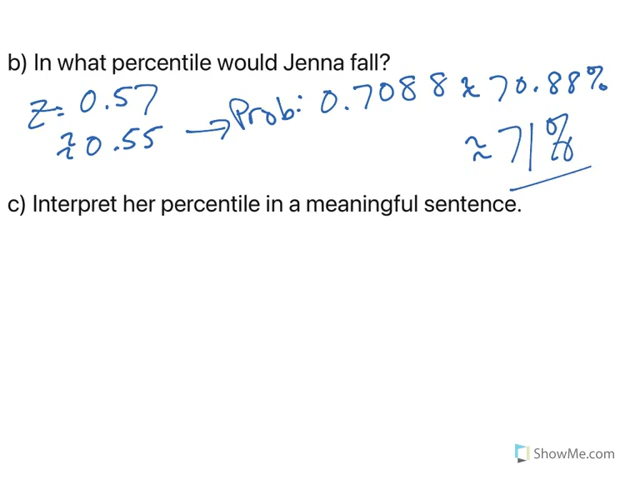 b) In what percentile would Jenna fall?
z= 0.57 → Prob: 0.7088 ≈ 70.88%
≈ 0.55
≈ 71%
c) Interpret her percentile in a meaningful sentence.
ShowMe.com